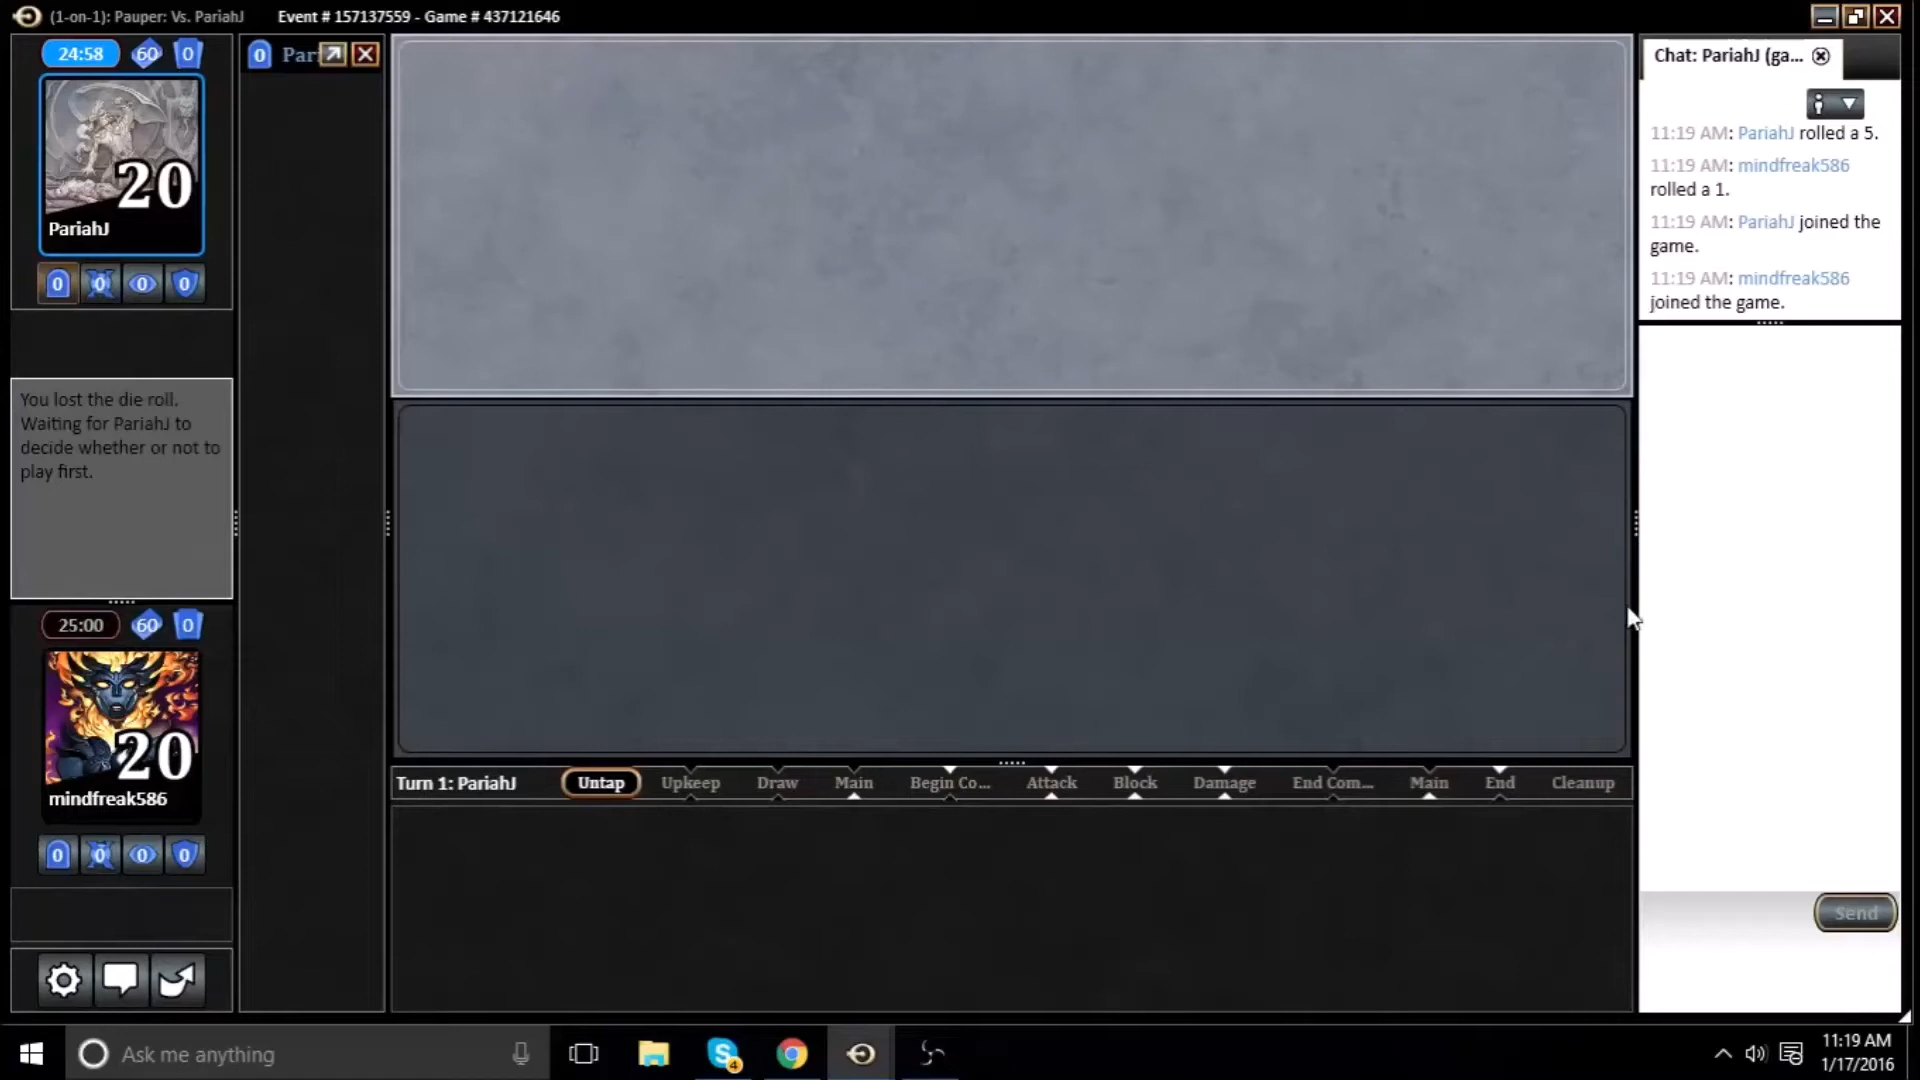 (1-on-1): Pauper: Vs. PariahJ
Event # 157137559 - Game # 437121646
24:58
60
0
20
PariahJ
0
0
0
0
You lost the die roll.
Waiting for PariahJ to
decide whether or not to
play first.
25:00
60
0
20
mindfreak586
0
0
0
0
0
Par
Turn 1: PariahJ
Untap
Upkeep
Draw
Main
Begin Co...
Attack
Block
Damage
End Com...
Main
End
Cleanup
Chat: PariahJ (ga...
11:19 AM: PariahJ rolled a 5.
11:19 AM: mindfreak586
rolled a 1.
11:19 AM: PariahJ joined the
game.
11:19 AM: mindfreak586
joined the game.
Send
Ask me anything
4
11:19 AM
1/17/2016